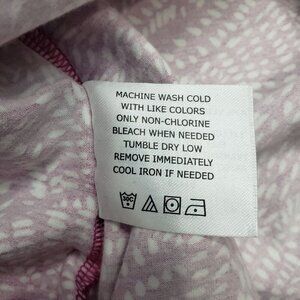 MACHINE WASH COLD
WITH LIKE COLORS
ONLY NON-CHLORINE
BLEACH WHEN NEEDED
TUMBLE DRY LOW
REMOVE IMMEDIATELY
COOL IRON IF NEEDED
30C